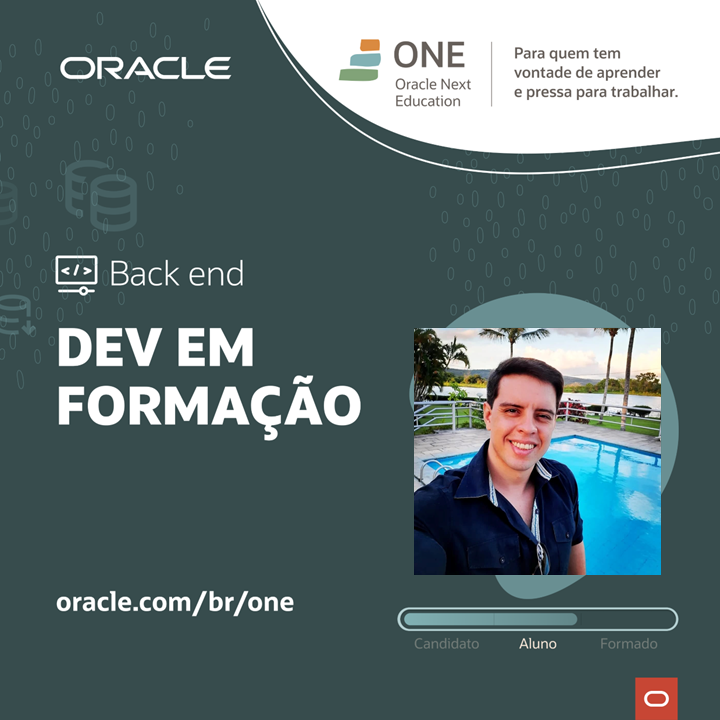 ORACLE
ONE
Oracle Next
Education
Para quem tem
vontade de aprender
e pressa para trabalhar.
</> Back end
DEV EM
FORMAÇÃO
oracle.com/br/one
Candidato Aluno Formado